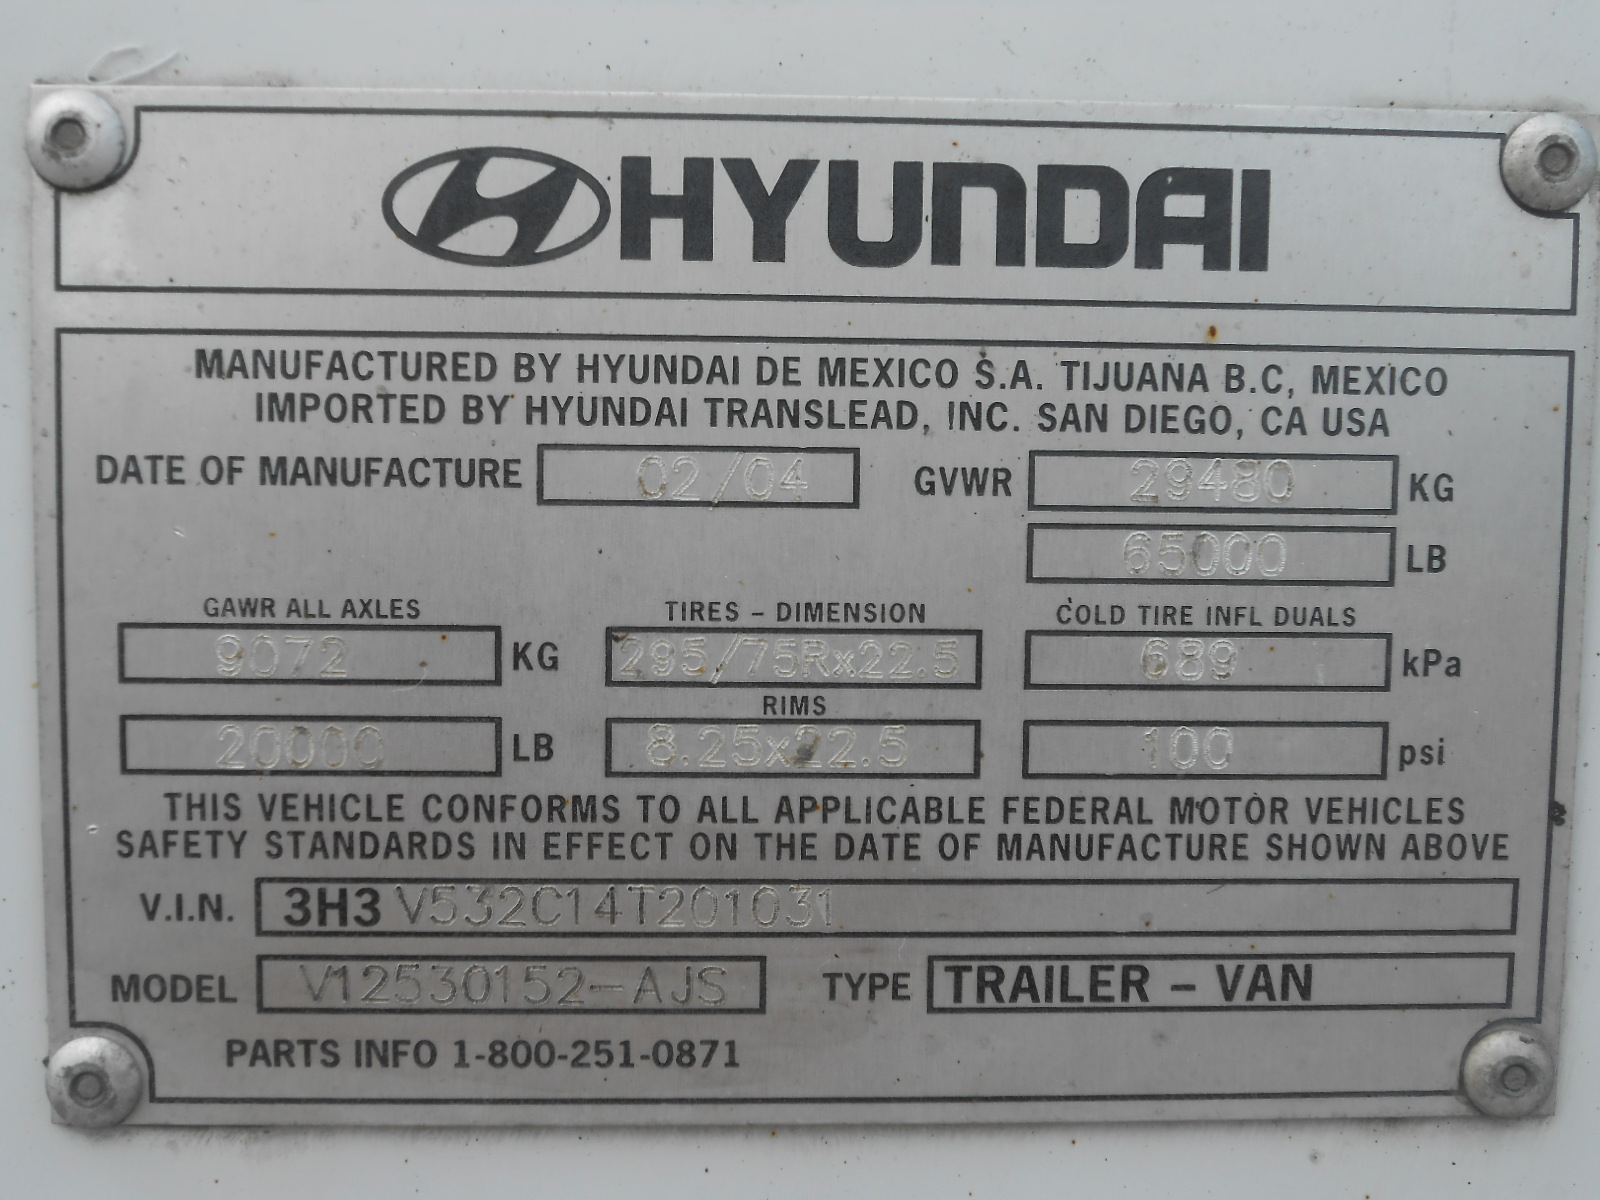 HYUNDAI
MANUFACTURED BY HYUNDAI DE MEXICO S.A. TIJUANA B.C, MEXICO
IMPORTED BY HYUNDAI TRANSLEAD, INC. SAN DIEGO, CA USA
DATE OF MANUFACTURE 02/04 GVWR 29480 KG
65000 LB
GAWR ALL AXLES TIRES - DIMENSION COLD TIRE INFL DUALS
9072 KG 295/75Rx22.5 689 kPa
RIMS
20000 LB 8.25x22.5 100 psi
THIS VEHICLE CONFORMS TO ALL APPLICABLE FEDERAL MOTOR VEHICLES
SAFETY STANDARDS IN EFFECT ON THE DATE OF MANUFACTURE SHOWN ABOVE
V.I.N. 3H3V532C14T201031
MODEL V12530152-AJS TYPE TRAILER - VAN
PARTS INFO 1-800-251-0871